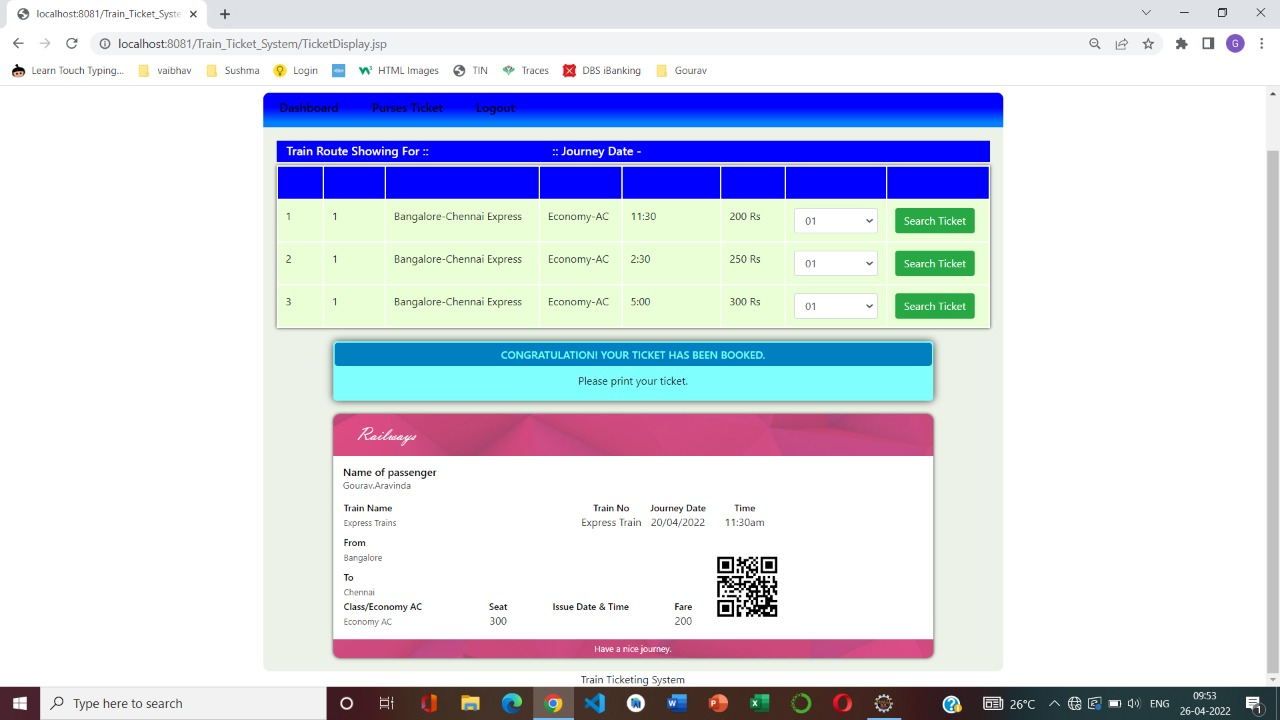 localhost:8081/Train_Ticket_Syste
localhost:8081/Train_Ticket_System/TicketDisplay.jsp
G
Learn Touch Typing... vaibhav Sushma Login HTML Images TIN Traces DBS iBanking Gourav
Dashboard Purses Ticket Logout
Train Route Showing For :: :: Journey Date -
1 1 Bangalore-Chennai Express Economy-AC 11:30 200 Rs 01 Search Ticket
2 1 Bangalore-Chennai Express Economy-AC 2:30 250 Rs 01 Search Ticket
3 1 Bangalore-Chennai Express Economy-AC 5:00 300 Rs 01 Search Ticket
CONGRATULATION! YOUR TICKET HAS BEEN BOOKED.
Please print your ticket.
Railways
Name of passenger
Gourav.Aravinda
Train Name Train No Journey Date Time
Express Trains Express Train 20/04/2022 11:30am
From
Bangalore
To
Chennai
Class/Economy AC Seat Issue Date & Time Fare
Economy AC 300 200
Have a nice journey.
Train Ticketing System
Type here to search
26°C ENG 09:53
26-04-2022